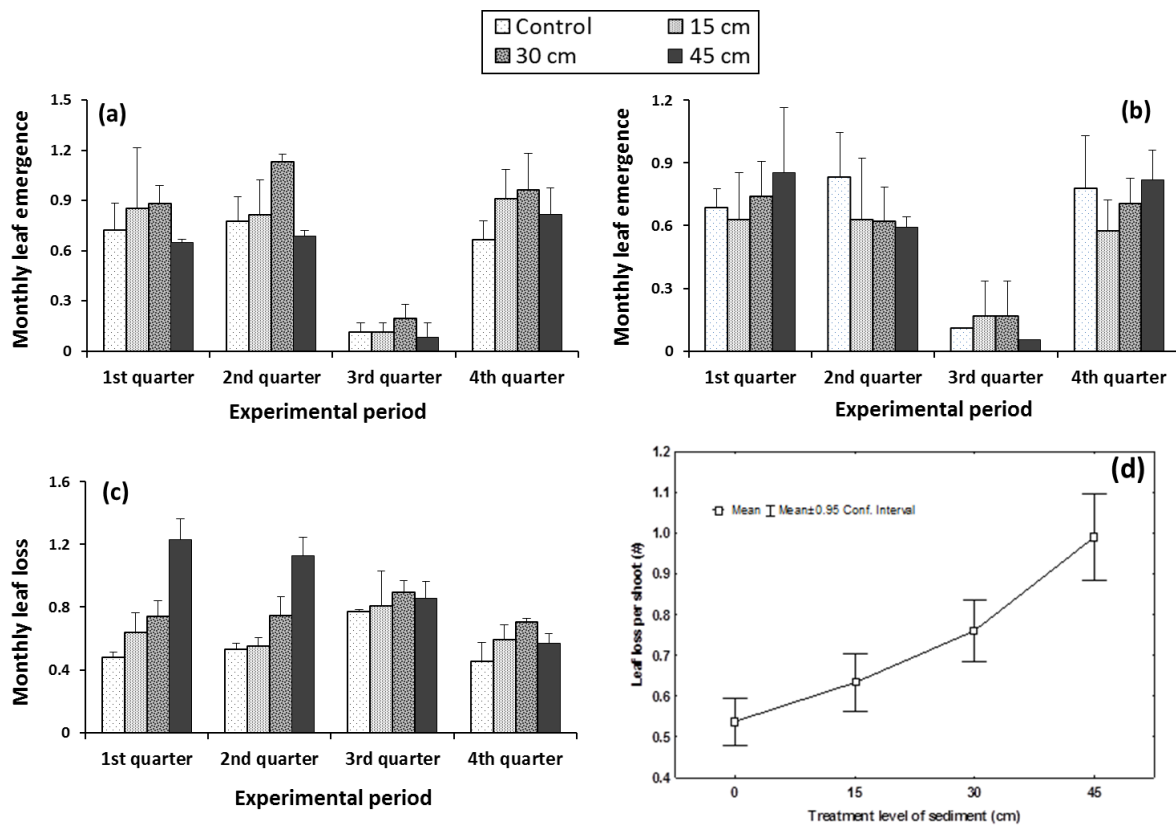 Control 15 cm
30 cm 45 cm
(a)
1.5
1.2
0.9
0.6
0.3
0
Monthly leaf emergence
1st quarter 2nd quarter 3rd quarter 4th quarter
Experimental period
(b)
1.2
0.9
0.6
0.3
0
Monthly leaf emergence
1st quarter 2nd quarter 3rd quarter 4th quarter
Experimental period
(c)
1.6
1.2
0.8
0.4
0
Monthly leaf loss
1st quarter 2nd quarter 3rd quarter 4th quarter
Experimental period
(d)
1.2
1.1
1.0
0.9
0.8
0.7
0.6
0.5
0.4
Leaf loss per shoot (#)
Mean Mean±0.95 Conf. Interval
0 15 30 45
Treatment level of sediment (cm)